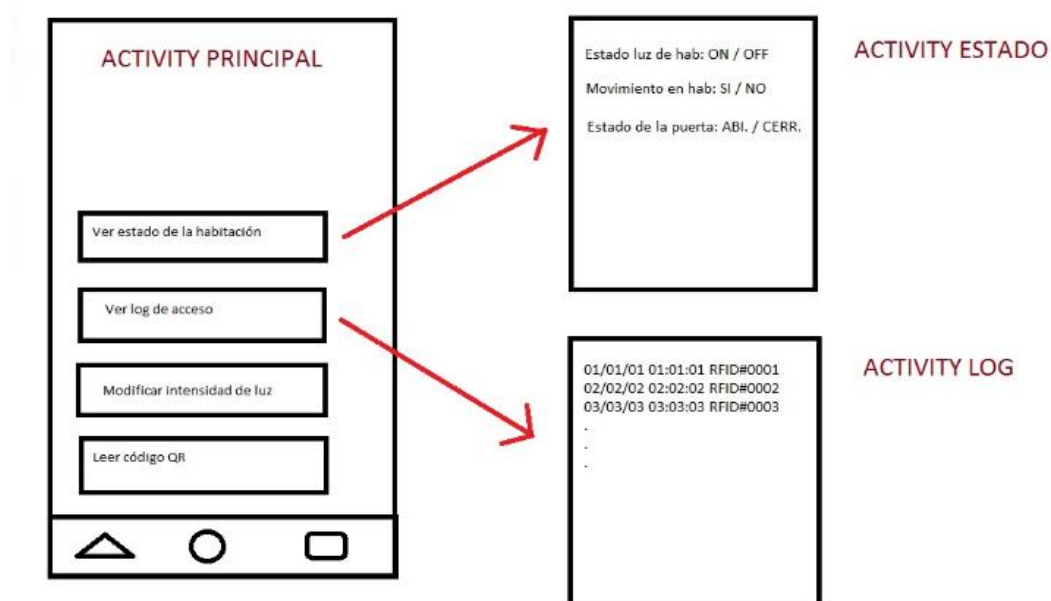 ACTIVITY PRINCIPAL
Ver estado de la habitación
Ver log de acceso
Modificar intensidad de luz
Leer código QR
Estado luz de hab: ON / OFF
Movimiento en hab: SI / NO
Estado de la puerta: ABI. / CERR.
ACTIVITY ESTADO
01/01/01 01:01:01 RFID#0001
02/02/02 02:02:02 RFID#0002
03/03/03 03:03:03 RFID#0003
.
.
.
ACTIVITY LOG